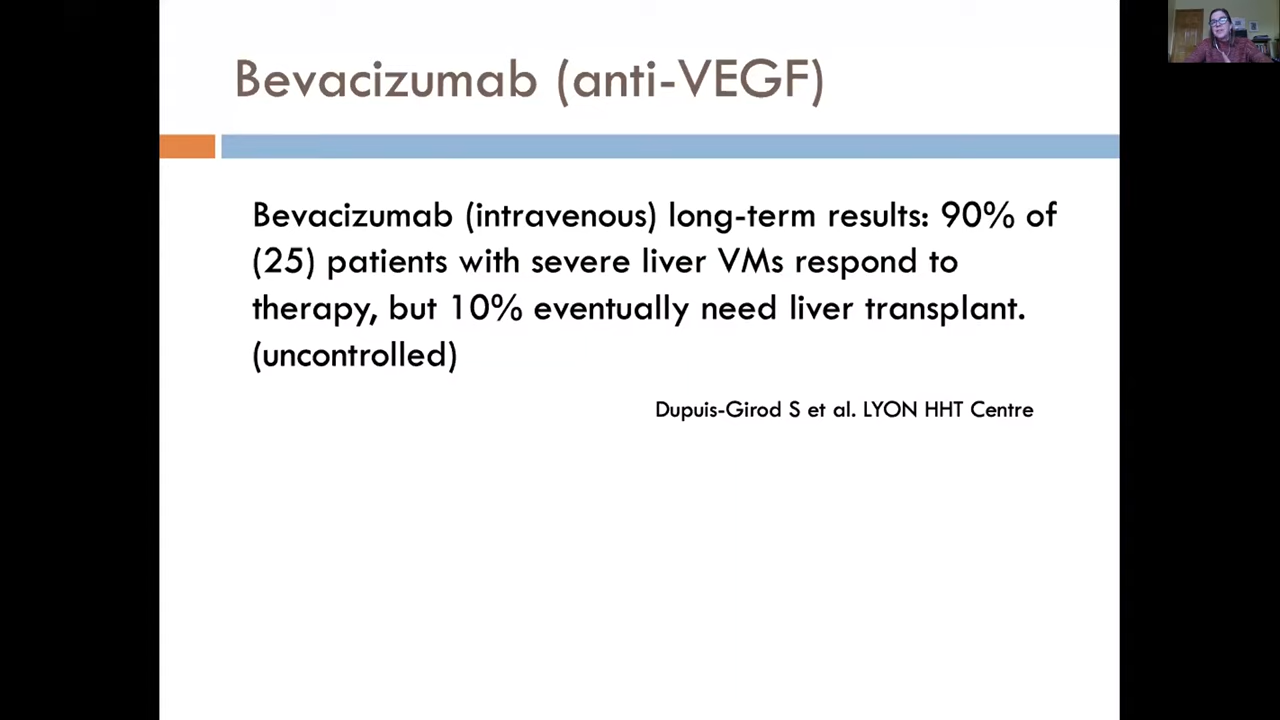 Bevacizumab (anti-VEGF)
Bevacizumab (intravenous) long-term results: 90% of
(25) patients with severe liver VMs respond to
therapy, but 10% eventually need liver transplant.
(uncontrolled)
Dupuis-Girod S et al. LYON HHT Centre